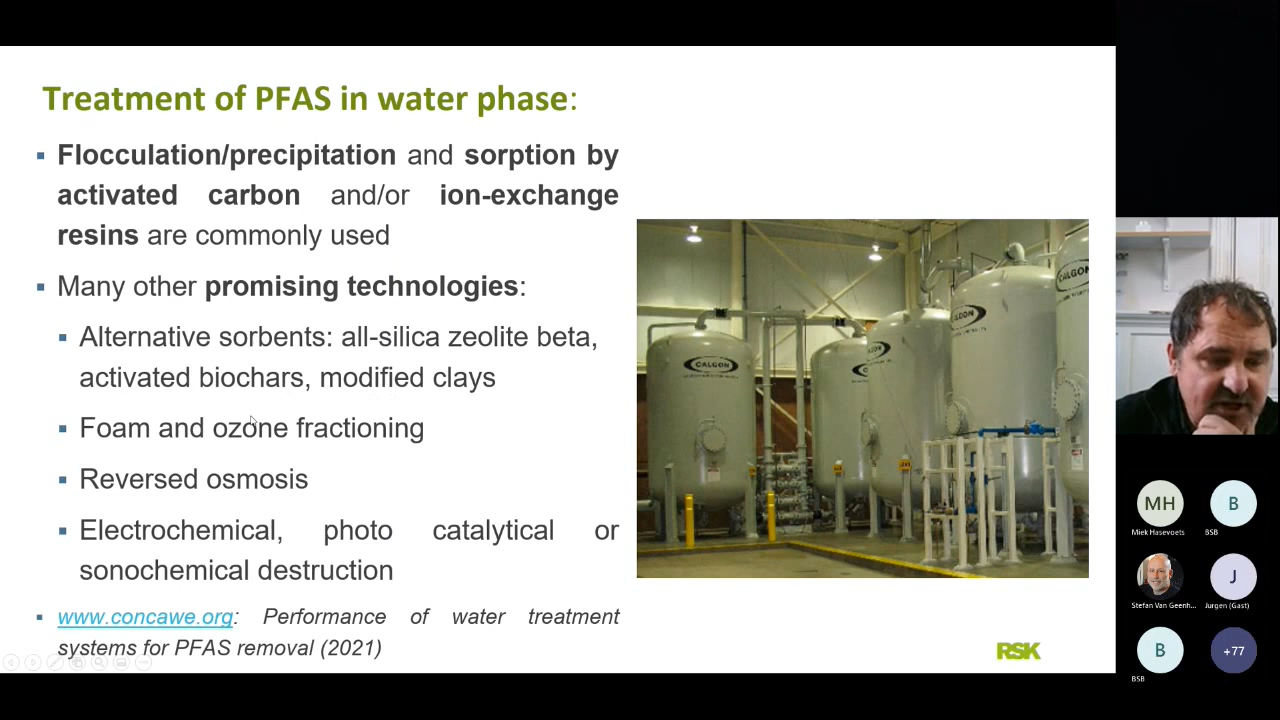 Treatment of PFAS in water phase:
▪ Flocculation/precipitation and sorption by
activated carbon and/or ion-exchange
resins are commonly used
▪ Many other promising technologies:
▪ Alternative sorbents: all-silica zeolite beta,
activated biochars, modified clays
▪ Foam and ozone fractioning
▪ Reversed osmosis
▪ Electrochemical, photo catalytical or
sonochemical destruction
▪ www.concawe.org: Performance of water treatment
systems for PFAS removal (2021)
CALGON
CALGON
RSK
MH
Miek Hasevoets
B
BSB
Stefan Van Geenh...
J
Jurgen (Gast)
B
BSB
+77